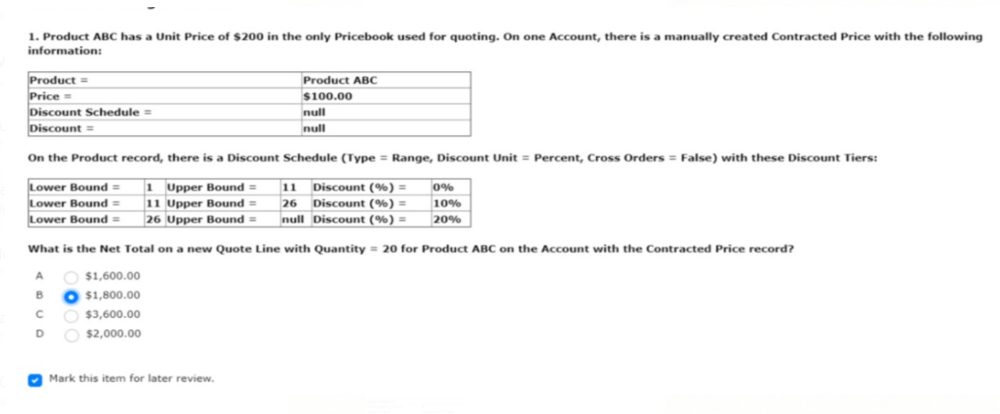 1. Product ABC has a Unit Price of $200 in the only Pricebook used for quoting. On one Account, there is a manually created Contracted Price with the following
information:
Product = Product ABC
Price = $100.00
Discount Schedule = null
Discount = null
On the Product record, there is a Discount Schedule (Type = Range, Discount Unit = Percent, Cross Orders = False) with these Discount Tiers:
Lower Bound = 1 Upper Bound = 11 Discount (%) = 0%
Lower Bound = 11 Upper Bound = 26 Discount (%) = 10%
Lower Bound = 26 Upper Bound = null Discount (%) = 20%
What is the Net Total on a new Quote Line with Quantity = 20 for Product ABC on the Account with the Contracted Price record?
A $1,600.00
B $1,800.00
C $3,600.00
D $2,000.00
Mark this item for later review.